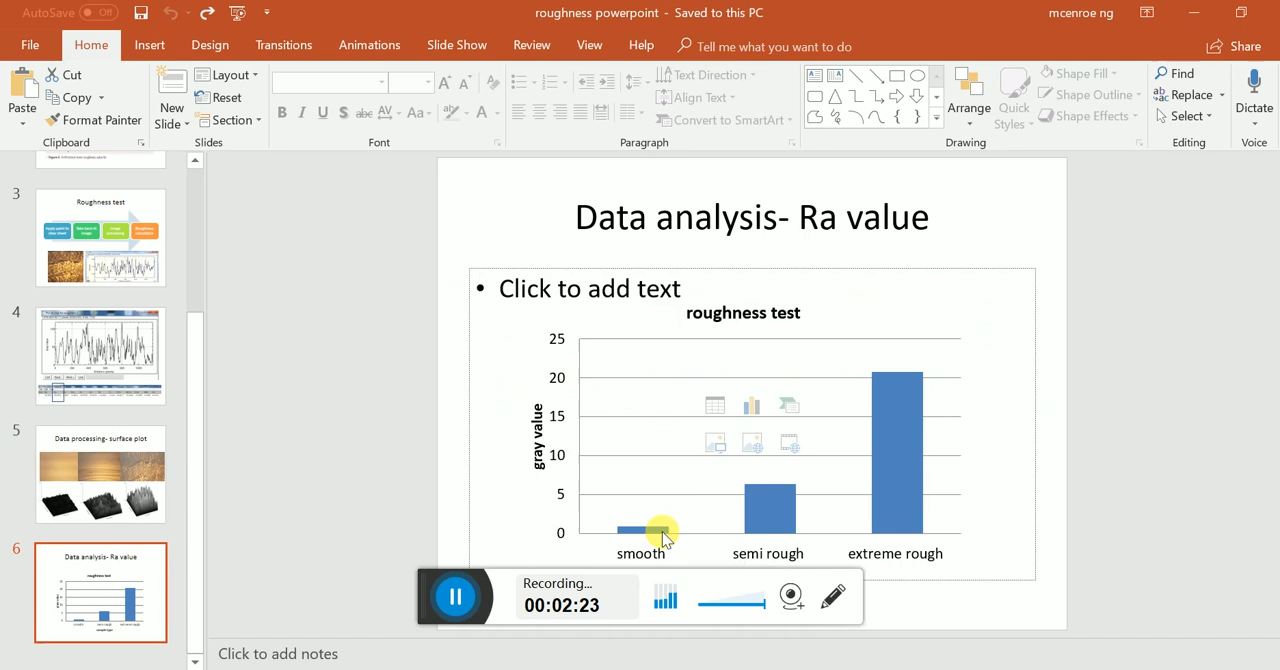 AutoSave Off
roughness powerpoint - Saved to this PC
mcenroe ng
File Home Insert Design Transitions Animations Slide Show Review View Help Tell me what you want to do Share
Paste Cut Copy Format Painter
Clipboard
New Slide Layout Reset Section
Slides
Font
Text Direction Align Text Convert to SmartArt
Paragraph
Arrange Quick Styles Shape Fill Shape Outline Shape Effects
Drawing
Find Replace Select
Editing
Dictate
Voice
3
Roughness test
4
5
Data processing- surface plot
6
Data analysis- Ra value
roughness test
Data analysis- Ra value
• Click to add text
roughness test
gray value
25
20
15
10
5
0
smooth semi rough extreme rough
Recording...
00:02:23
Click to add notes